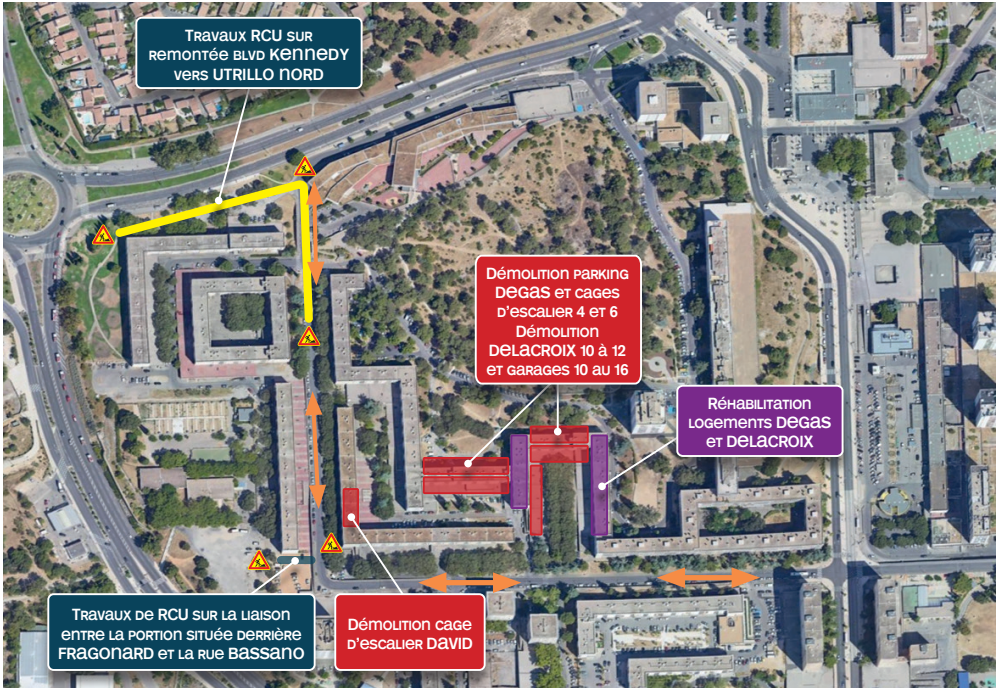 Travaux RCU sur
remontée blvd Kennedy
vers Utrillo nord
Démolition parking
Degas et cages
d'escalier 4 et 6
Démolition
Delacroix 10 à 12
et garages 10 au 16
Réhabilitation
logements Degas
et Delacroix
Travaux de RCU sur la liaison
entre la portion située derrière
Fragonard et la rue Bassano
Démolition cage
d'escalier David